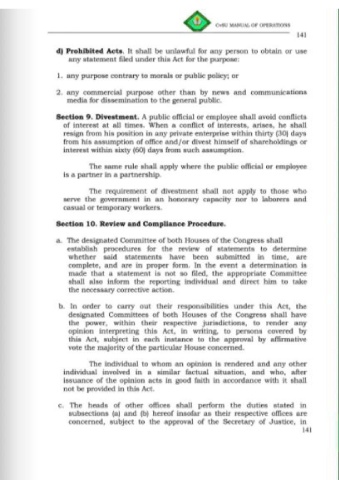 CvSU MANUAL OF OPERATIONS
141
d) Prohibited Acts. It shall be unlawful for any person to obtain or use
any statement filed under this Act for the purpose:
1. any purpose contrary to morals or public policy; or
2. any commercial purpose other than by news and communications
media for dissemination to the general public.
Section 9. Divestment. A public official or employee shall avoid conflicts
of interest at all times. When a conflict of interests, arises, he shall
resign from his position in any private enterprise within thirty (30) days
from his assumption of office and/or divest himself of shareholdings or
interest within sixty (60) days from such assumption.
The same rule shall apply where the public official or employee
is a partner in a partnership.
The requirement of divestment shall not apply to those who
serve the government in an honorary capacity nor to laborers and
casual or temporary workers.
Section 10. Review and Compliance Procedure.
a. The designated Committee of both Houses of the Congress shall
establish procedures for the review of statements to determine
whether said statements have been submitted in time, are
complete, and are in proper form. In the event a determination is
made that a statement is not so filed, the appropriate Committee
shall also inform the reporting individual and direct him to take
the necessary corrective action.
b. In order to carry out their responsibilities under this Act, the
designated Committees of both Houses of the Congress shall have
the power, within their respective jurisdictions, to render any
opinion interpreting this Act, in writing, to persons covered by
this Act, subject in each instance to the approval by affirmative
vote the majority of the particular House concerned.
The individual to whom an opinion is rendered and any other
individual involved in a similar factual situation, and who, after
issuance of the opinion acts in good faith in accordance with it shall
not be provided in this Act.
c. The heads of other offices shall perform the duties stated in
subsections (a) and (b) hereof insofar as their respective offices are
concerned, subject to the approval of the Secretary of Justice, in
141